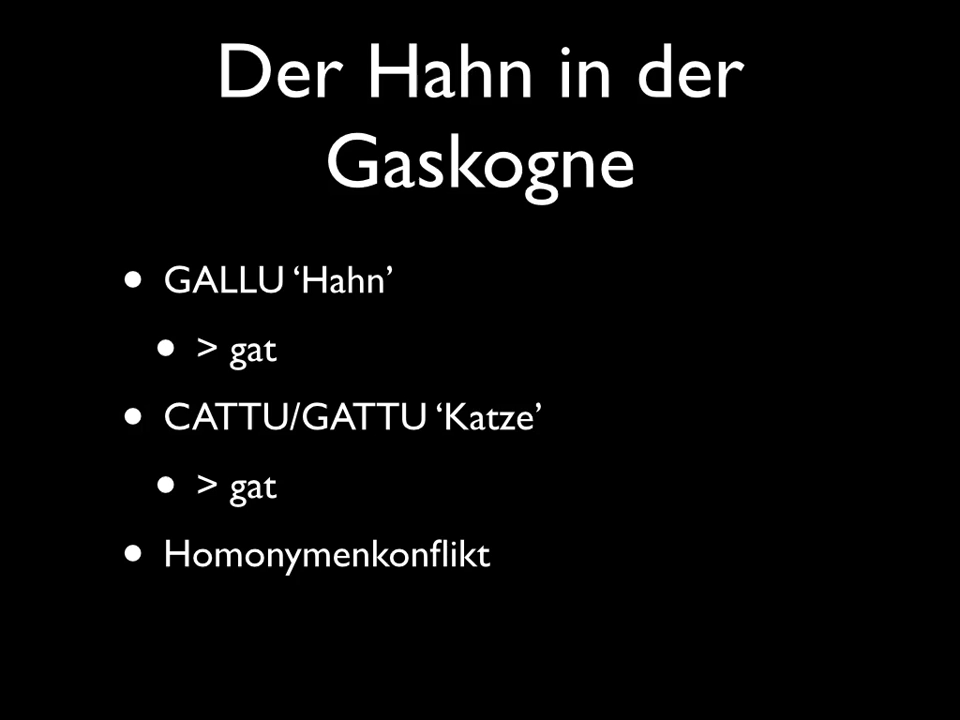 Der Hahn in der
Gaskogne
• GALLU ‘Hahn’
• > gat
• CATTU/GATTU ‘Katze’
• > gat
• Homonymenkonflikt